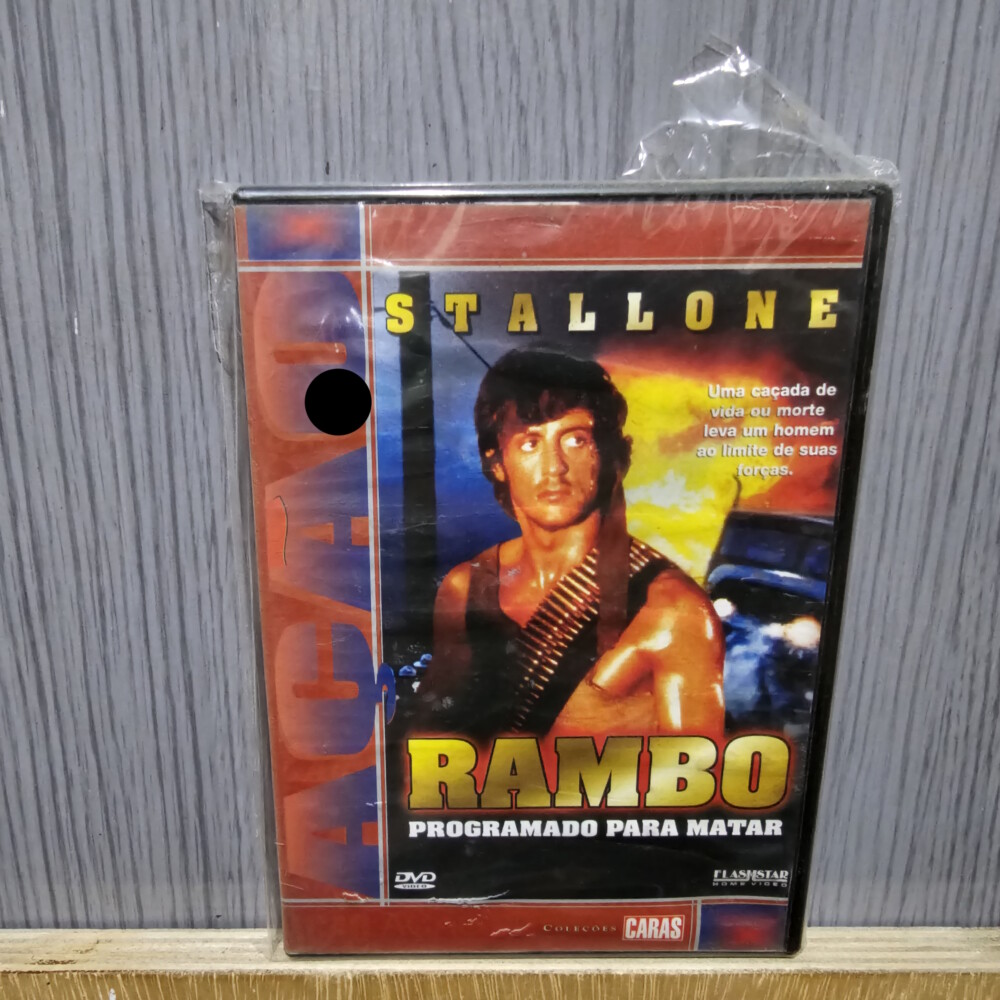 STALLONE
Uma caçada de
vida ou morte
leva um homem
ao limite de suas
forças.
AÇÃO
RAMBO
PROGRAMADO PARA MATAR
DVD
VIDEO
FLASHSTAR
HOME VIDEO
COLEÇÕES CARAS